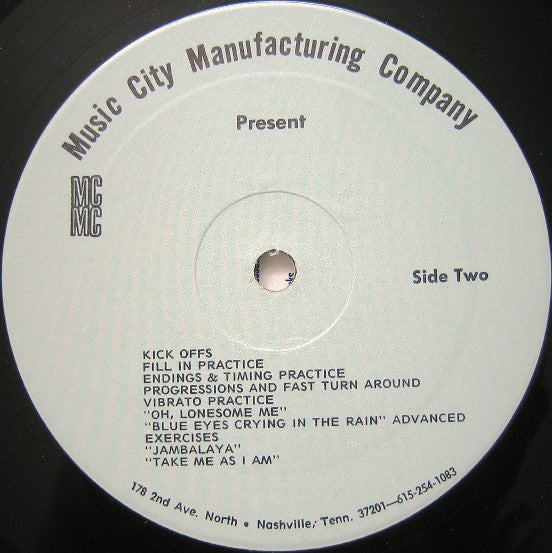 Music City Manufacturing Company
Present
MC
MC
Side Two
KICK OFFS
FILL IN PRACTICE
ENDINGS & TIMING PRACTICE
PROGRESSIONS AND FAST TURN AROUND
VIBRATO PRACTICE
"OH, LONESOME ME"
"BLUE EYES CRYING IN THE RAIN" ADVANCED
EXERCISES
"JAMBALAYA"
"TAKE ME AS I AM"
178 2nd Ave. North • Nashville, Tenn. 37201—615-254-1083